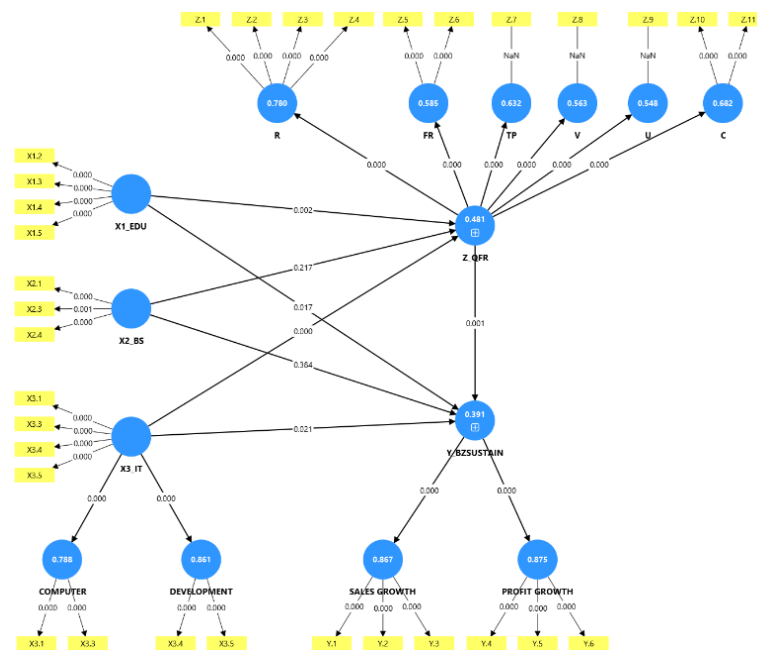 Z.1 Z.2 Z.3 Z.4 Z.5 Z.6 Z.7 Z.8 Z.9 Z.10 Z.11
0.000 0.000 0.000 0.000 0.000 0.000 NaN NaN NaN 0.000 0.000
0.780 0.585 0.632 0.563 0.548 0.682
R FR TP V U C
0.000 0.000 0.000 0.000 0.000 0.000
X1.2
X1.3
X1.4
X1.5
0.000
0.000
0.000
0.000
X1_EDU
0.002
0.481
Z_QFR
0.217
0.017
0.000
0.001
X2.1
X2.3
X2.4
0.000
0.001
0.000
X2_BS
0.364
X3.1
X3.3
X3.4
X3.5
0.000
0.000
0.000
0.000
X3_IT
0.021
0.391
Y_BZSUSTAIN
0.000 0.000 0.000 0.000
0.788 0.861 0.867 0.875
COMPUTER DEVELOPMENT SALES GROWTH PROFIT GROWTH
0.000 0.000 0.000 0.000 0.000 0.000 0.000 0.000 0.000 0.000
X3.1 X3.3 X3.4 X3.5 Y.1 Y.2 Y.3 Y.4 Y.5 Y.6